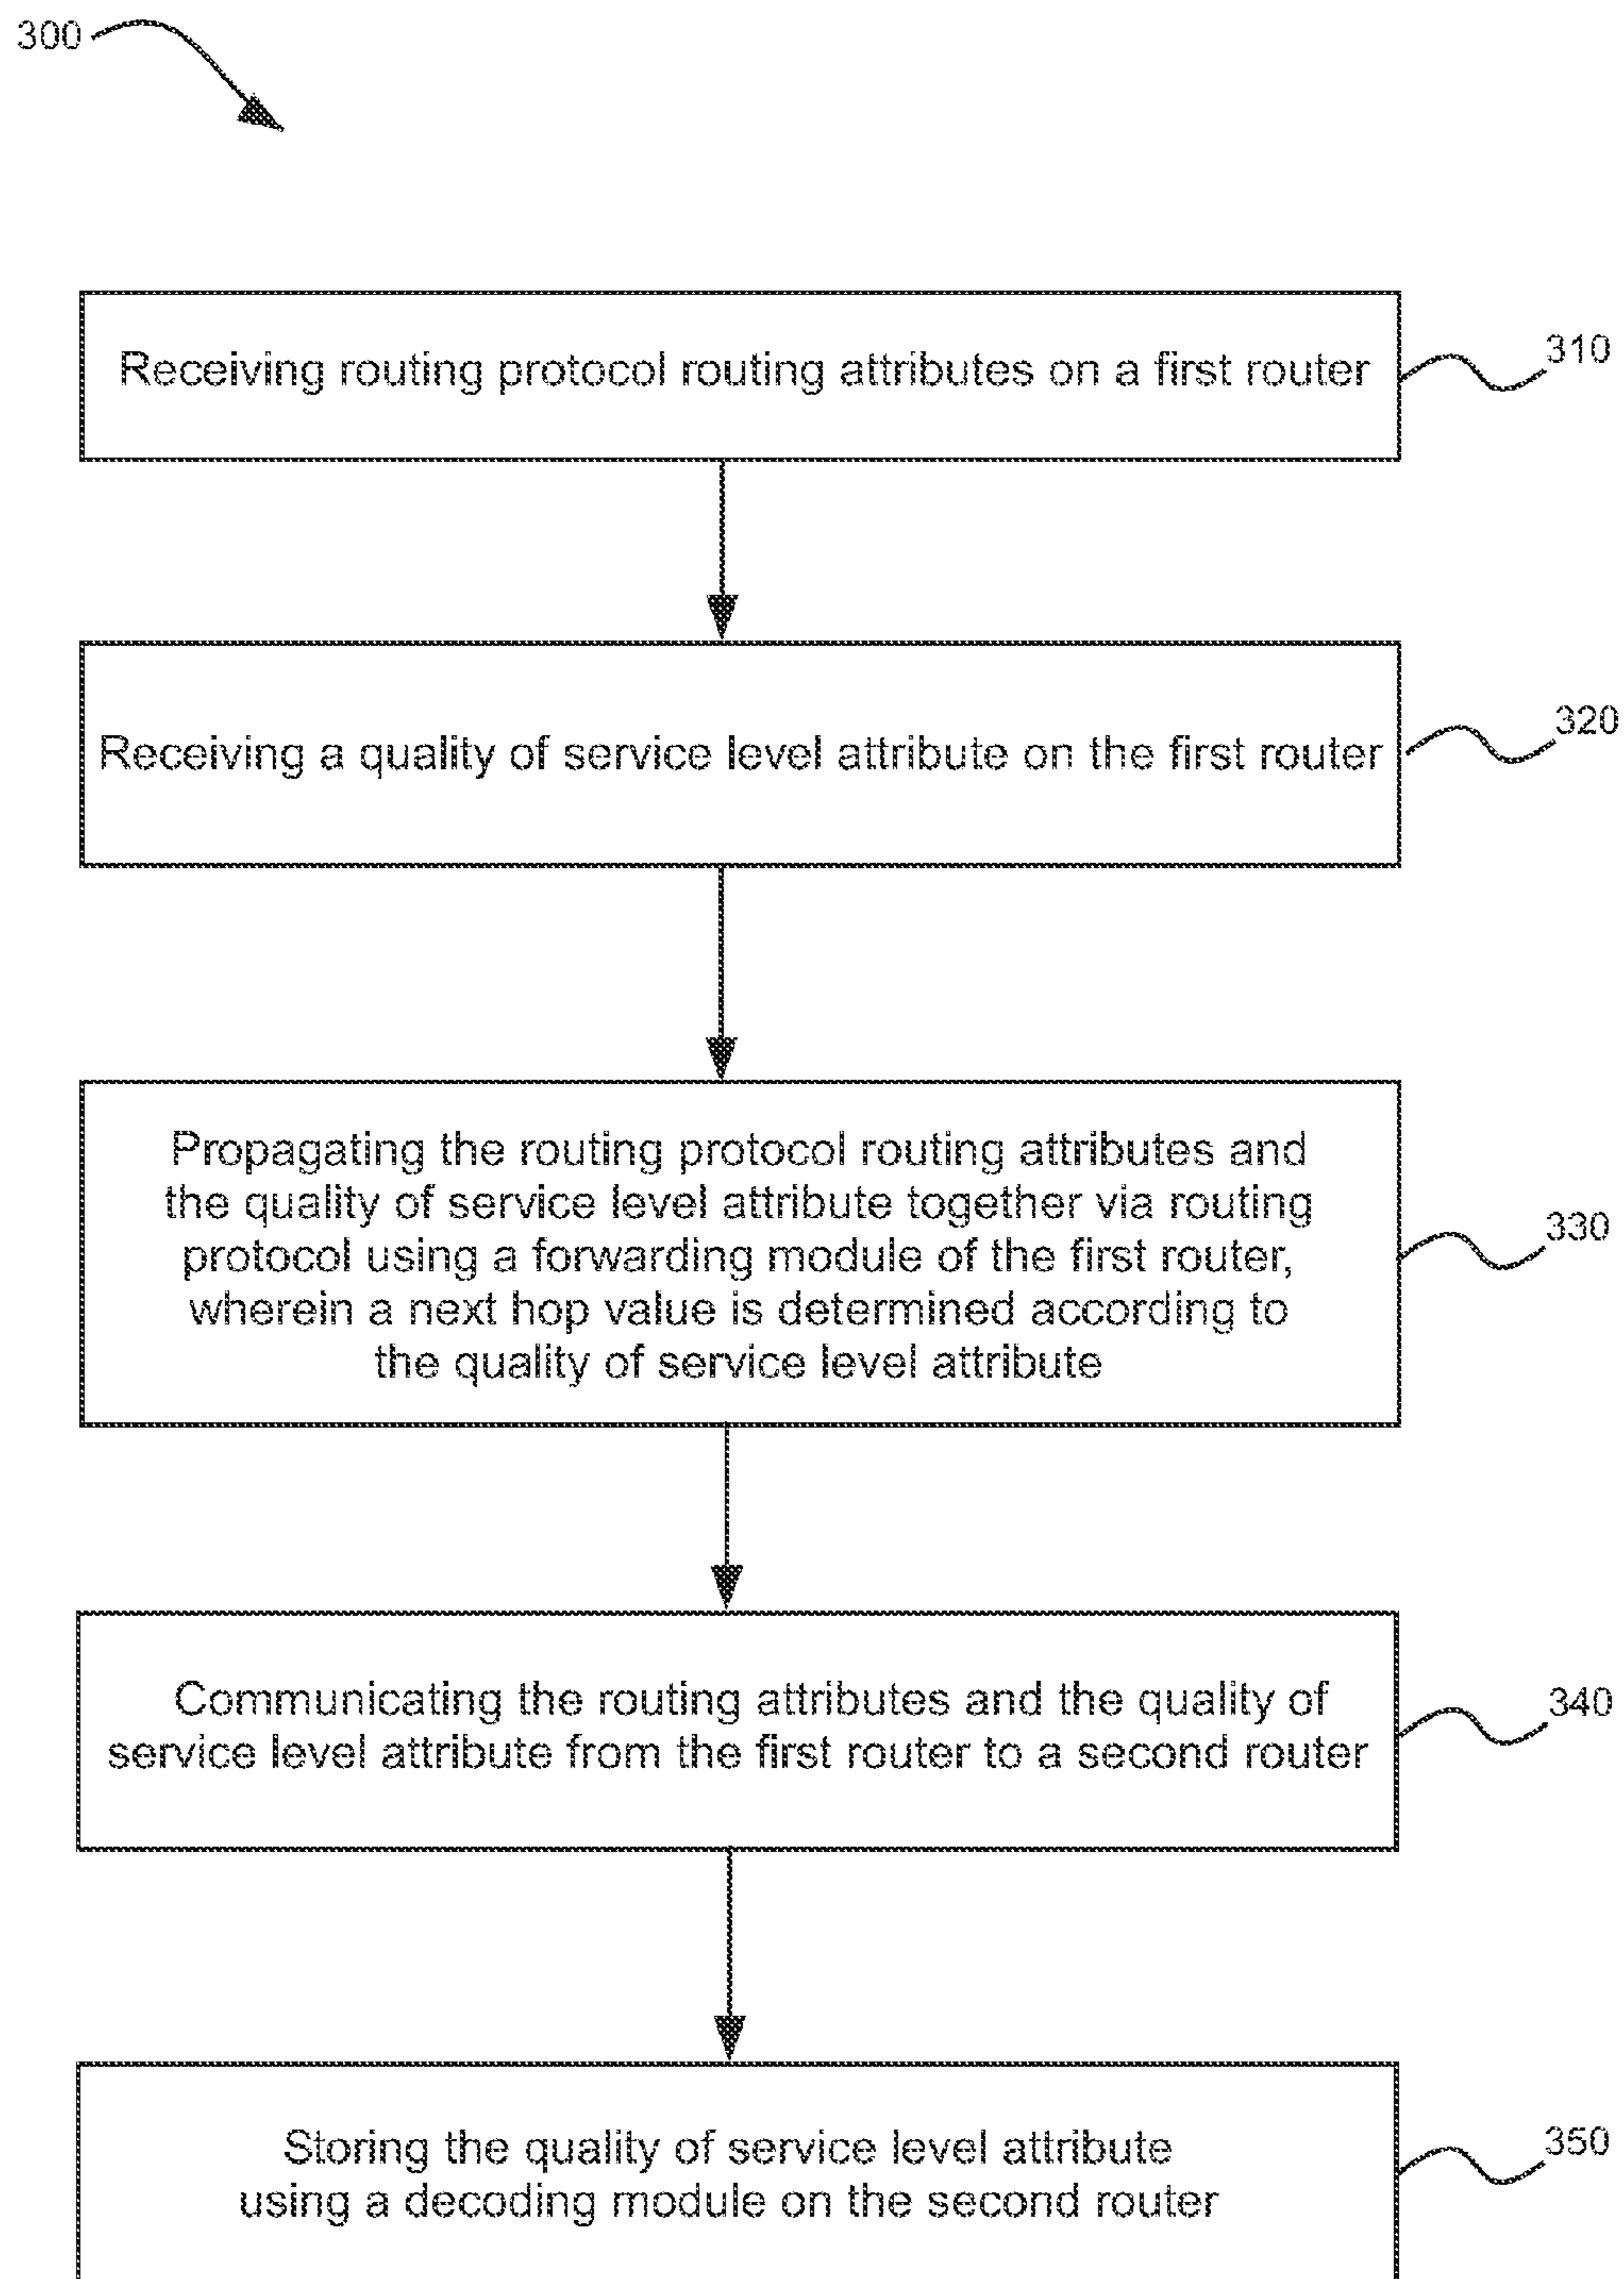 300
Receiving routing protocol routing attributes on a first router
310
Receiving a quality of service level attribute on the first router
320
Propagating the routing protocol routing attributes and
the quality of service level attribute together via routing
protocol using a forwarding module of the first router,
wherein a next hop value is determined according to
the quality of service level attribute
330
Communicating the routing attributes and the quality of
service level attribute from the first router to a second router
340
Storing the quality of service level attribute
using a decoding module on the second router
350